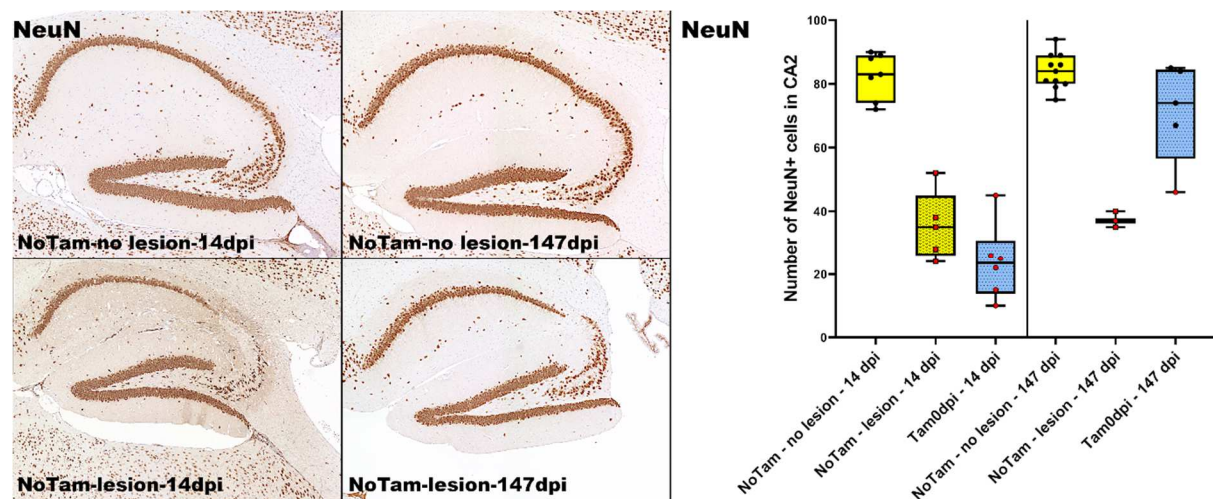 NeuN
NoTam-no lesion-14dpi
NoTam-no lesion-147dpi
NoTam-lesion-14dpi
NoTam-lesion-147dpi
NeuN
Number of NeuN+ cells in CA2
100
80
60
40
20
0
NoTam - no lesion - 14 dpi
NoTam - lesion - 14 dpi
Tam0dpi - 14 dpi
NoTam - no lesion - 147 dpi
NoTam - lesion - 147 dpi
Tam0dpi - 147 dpi